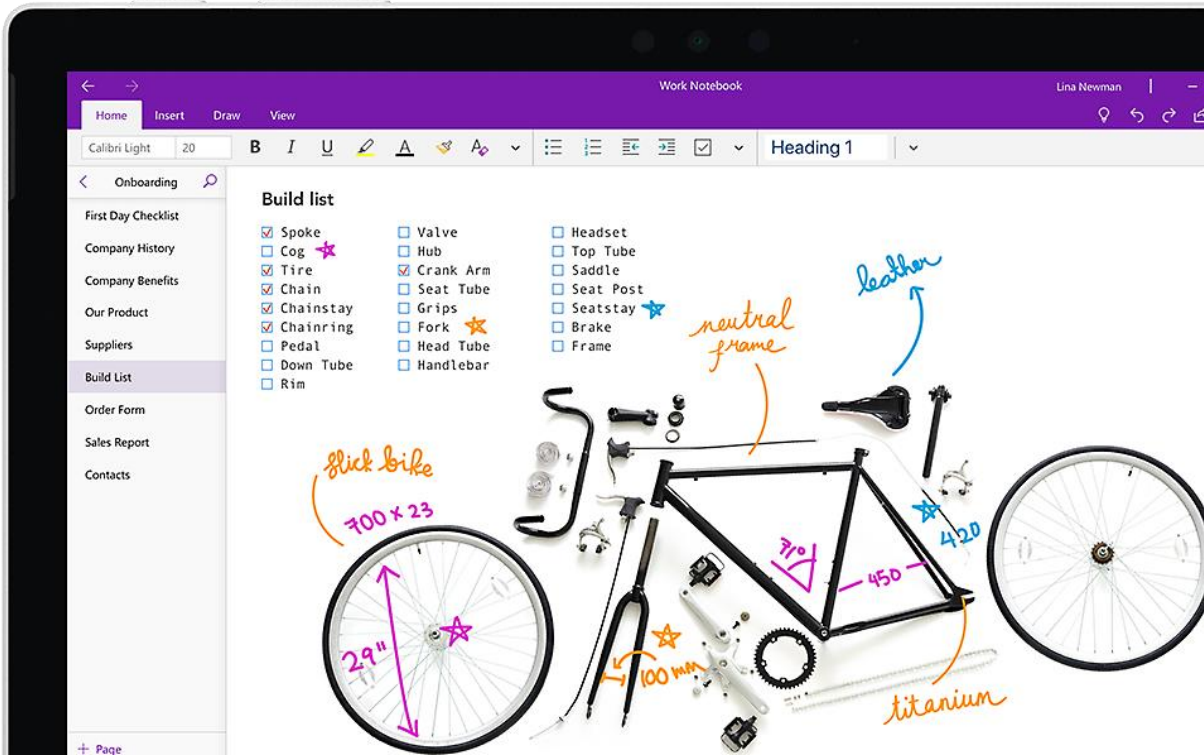 Work Notebook
Lina Newman
Home Insert Draw View
Calibri Light 20 B I U A A Heading 1
Onboarding
First Day Checklist
Company History
Company Benefits
Our Product
Suppliers
Build List
Order Form
Sales Report
Contacts
+ Page
Build list
Spoke
Cog
Tire
Chain
Chainstay
Chainring
Pedal
Down Tube
Rim
Valve
Hub
Crank Arm
Seat Tube
Grips
Fork
Head Tube
Handlebar
Headset
Top Tube
Saddle
Seat Post
Seatstay
Brake
Frame
leather
neutral
frame
slick bike
700 x 23
29"
71°
450
420
100 mm
titanium